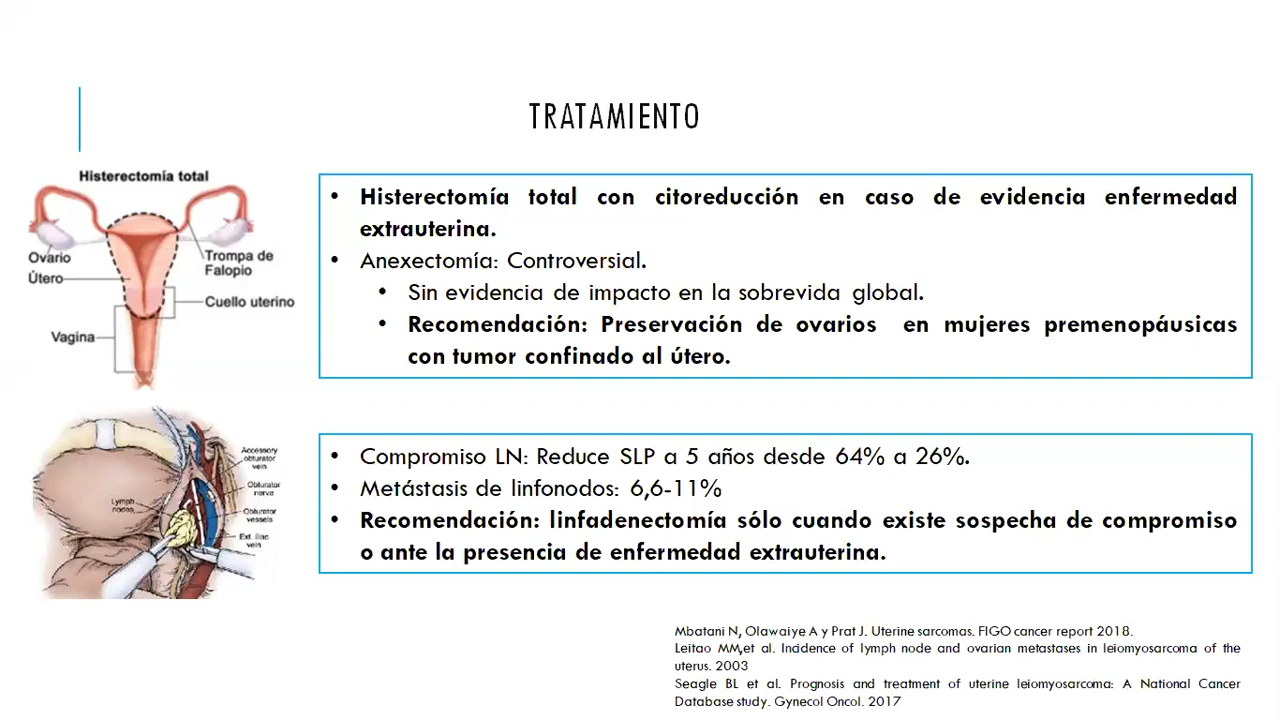 TRATAMIENTO
Histerectomía total
Ovario
Útero
Trompa de
Falopio
Cuello uterino
Vagina
• Histerectomía total con citoreducción en caso de evidencia enfermedad
extrauterina.
• Anexectomía: Controversial.
• Sin evidencia de impacto en la sobrevida global.
• Recomendación: Preservación de ovarios en mujeres premenopáusicas
con tumor confinado al útero.
Accessory
obturator
vein
Obturator
nerve
Obturator
vessels
Ext. iliac
vein
Lymph
nodes
• Compromiso LN: Reduce SLP a 5 años desde 64% a 26%.
• Metástasis de linfonodos: 6,6-11%
• Recomendación: linfadenectomía sólo cuando existe sospecha de compromiso
o ante la presencia de enfermedad extrauterina.
Mbatani N, Olawaiye A y Prat J. Uterine sarcomas. FIGO cancer report 2018.
Leitao MM,et al. Incidence of lymph node and ovarian metastases in leiomyosarcoma of the
uterus. 2003
Seagle BL et al. Prognosis and treatment of uterine leiomyosarcoma: A National Cancer
Database study. Gynecol Oncol. 2017